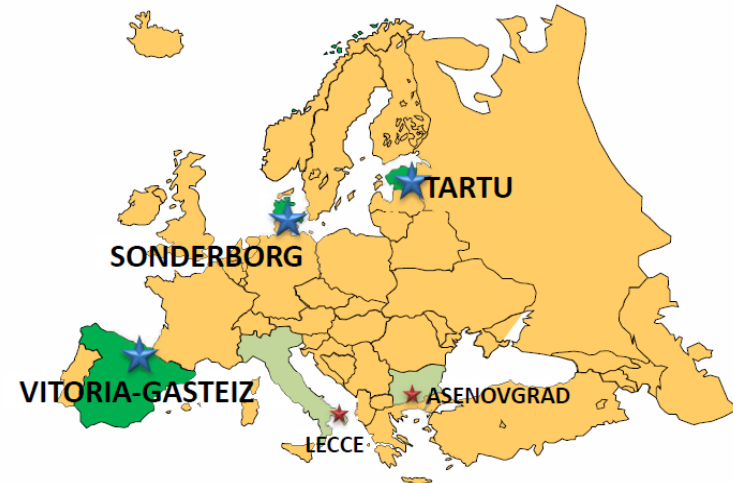 TARTU
SONDERBORG
VITORIA-GASTEIZ
ASENOVGRAD
LECCE